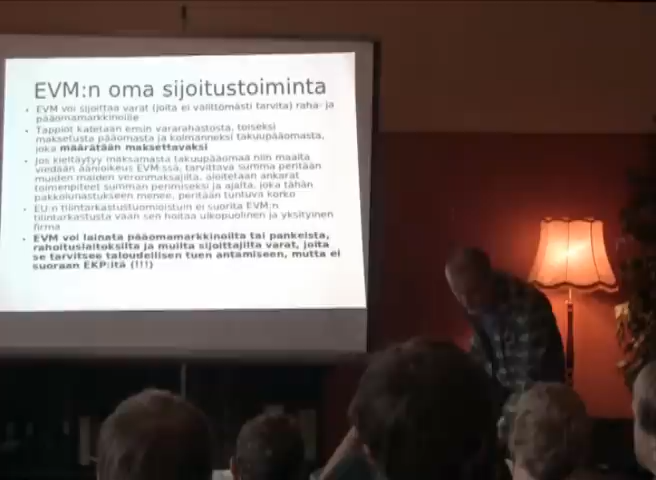 EVM:n oma sijoitustoiminta
• EVM voi sijoittaa varat (joita ei välittömästi tarvita) raha- ja
pääomamarkkinoille
• Tappiot katetaan ensin vararahastosta, toiseksi
maksetusta pääomasta ja kolmanneksi takuupääomasta,
joka määrätään maksettavaksi
• Jos kieltäytyy maksamasta takuupääomaa niin maalta
viedään äänioikeus EVM:ssä, tarvittava summa peritään
muiden maiden veronmaksajilta, aloitetaan ankarat
toimenpiteet summan perimiseksi ja ajalta, joka tähän
pakkolunastukseen menee, peritään tuntuva korko
• EU:n tilintarkastustuomioistuin ei suorita EVM:n
tilintarkastusta vaan sen hoitaa ulkopuolinen ja yksityinen
firma
• EVM voi lainata pääomamarkkinoilta tai pankeista,
rahoituslaitoksilta ja muilta sijoittajilta varat, joita
se tarvitsee taloudellisen tuen antamiseen, mutta ei
suoraan EKP:ltä (!!!)